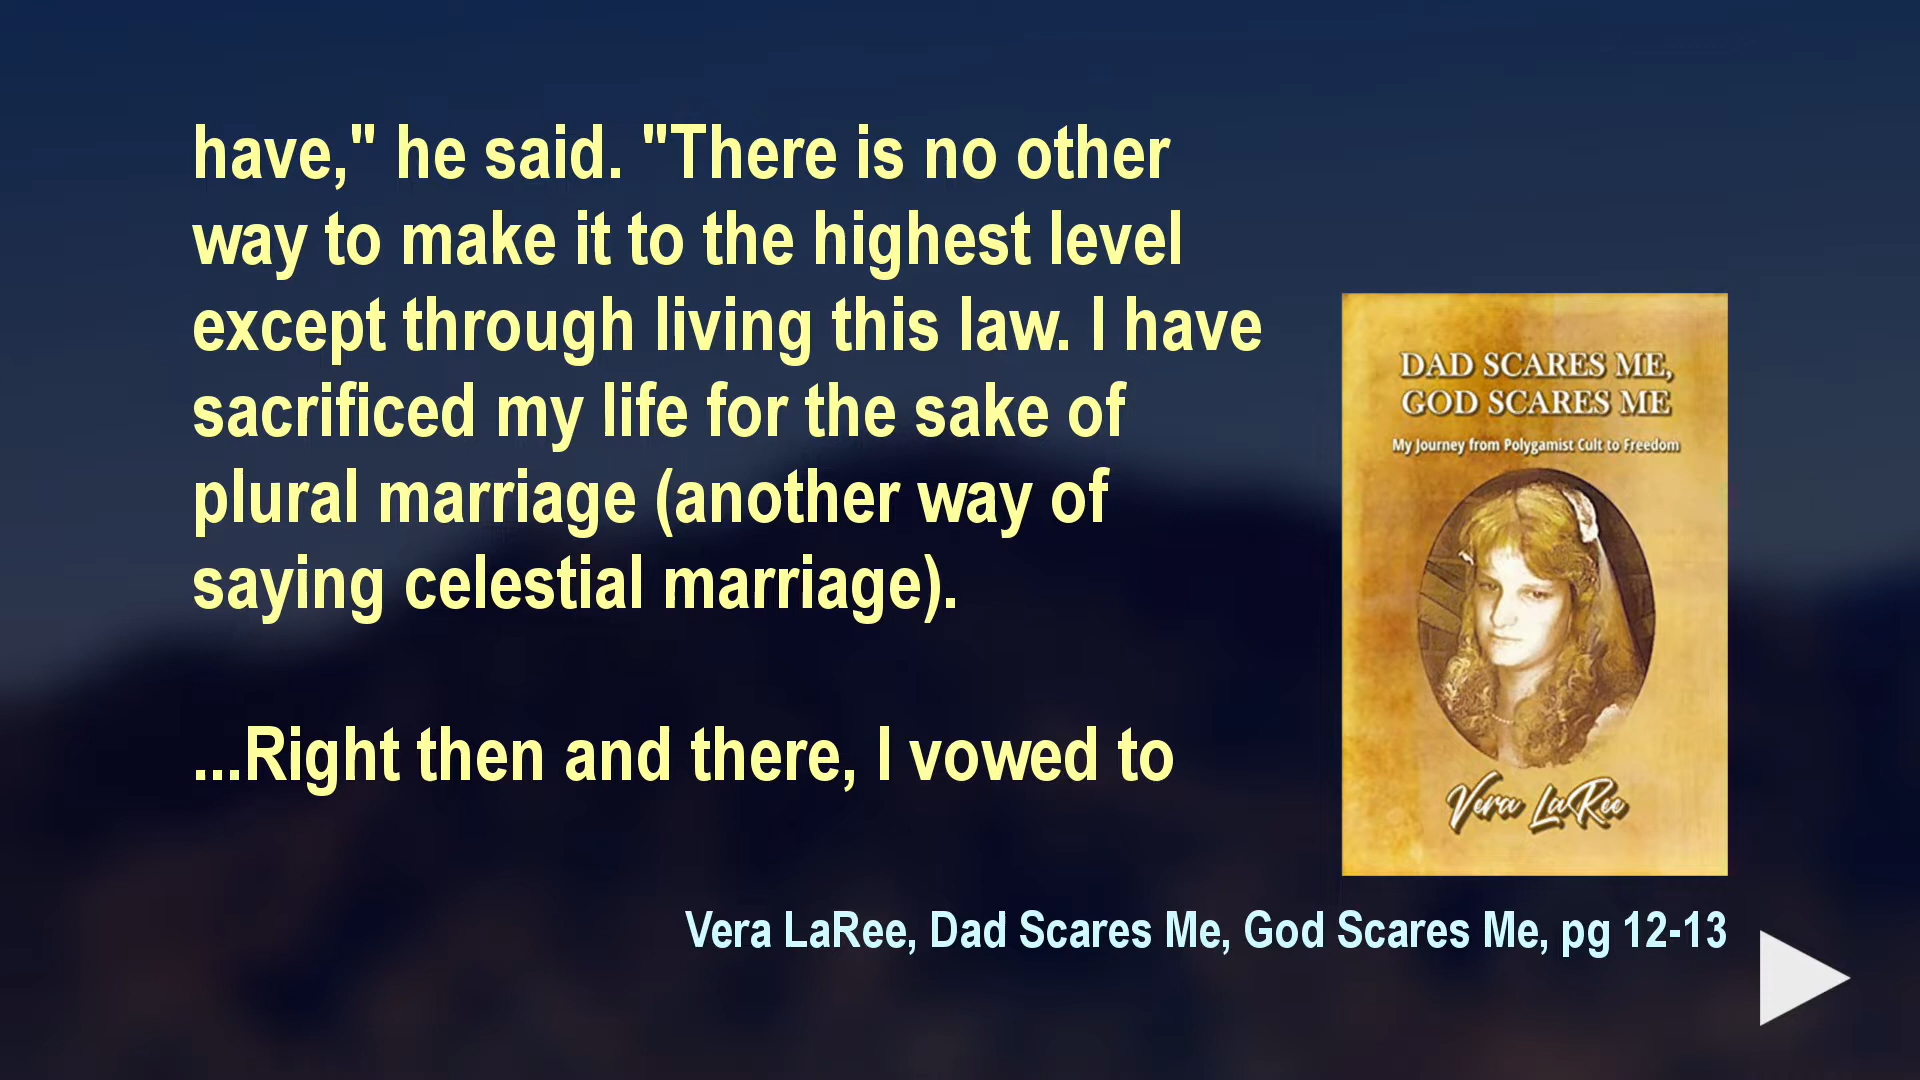 have," he said. "There is no other
way to make it to the highest level
except through living this law. I have
sacrificed my life for the sake of
plural marriage (another way of
saying celestial marriage).
...Right then and there, I vowed to
DAD SCARES ME,
GOD SCARES ME
My Journey from Polygamist Cult to Freedom
Vera LaRee
Vera LaRee, Dad Scares Me, God Scares Me, pg 12-13